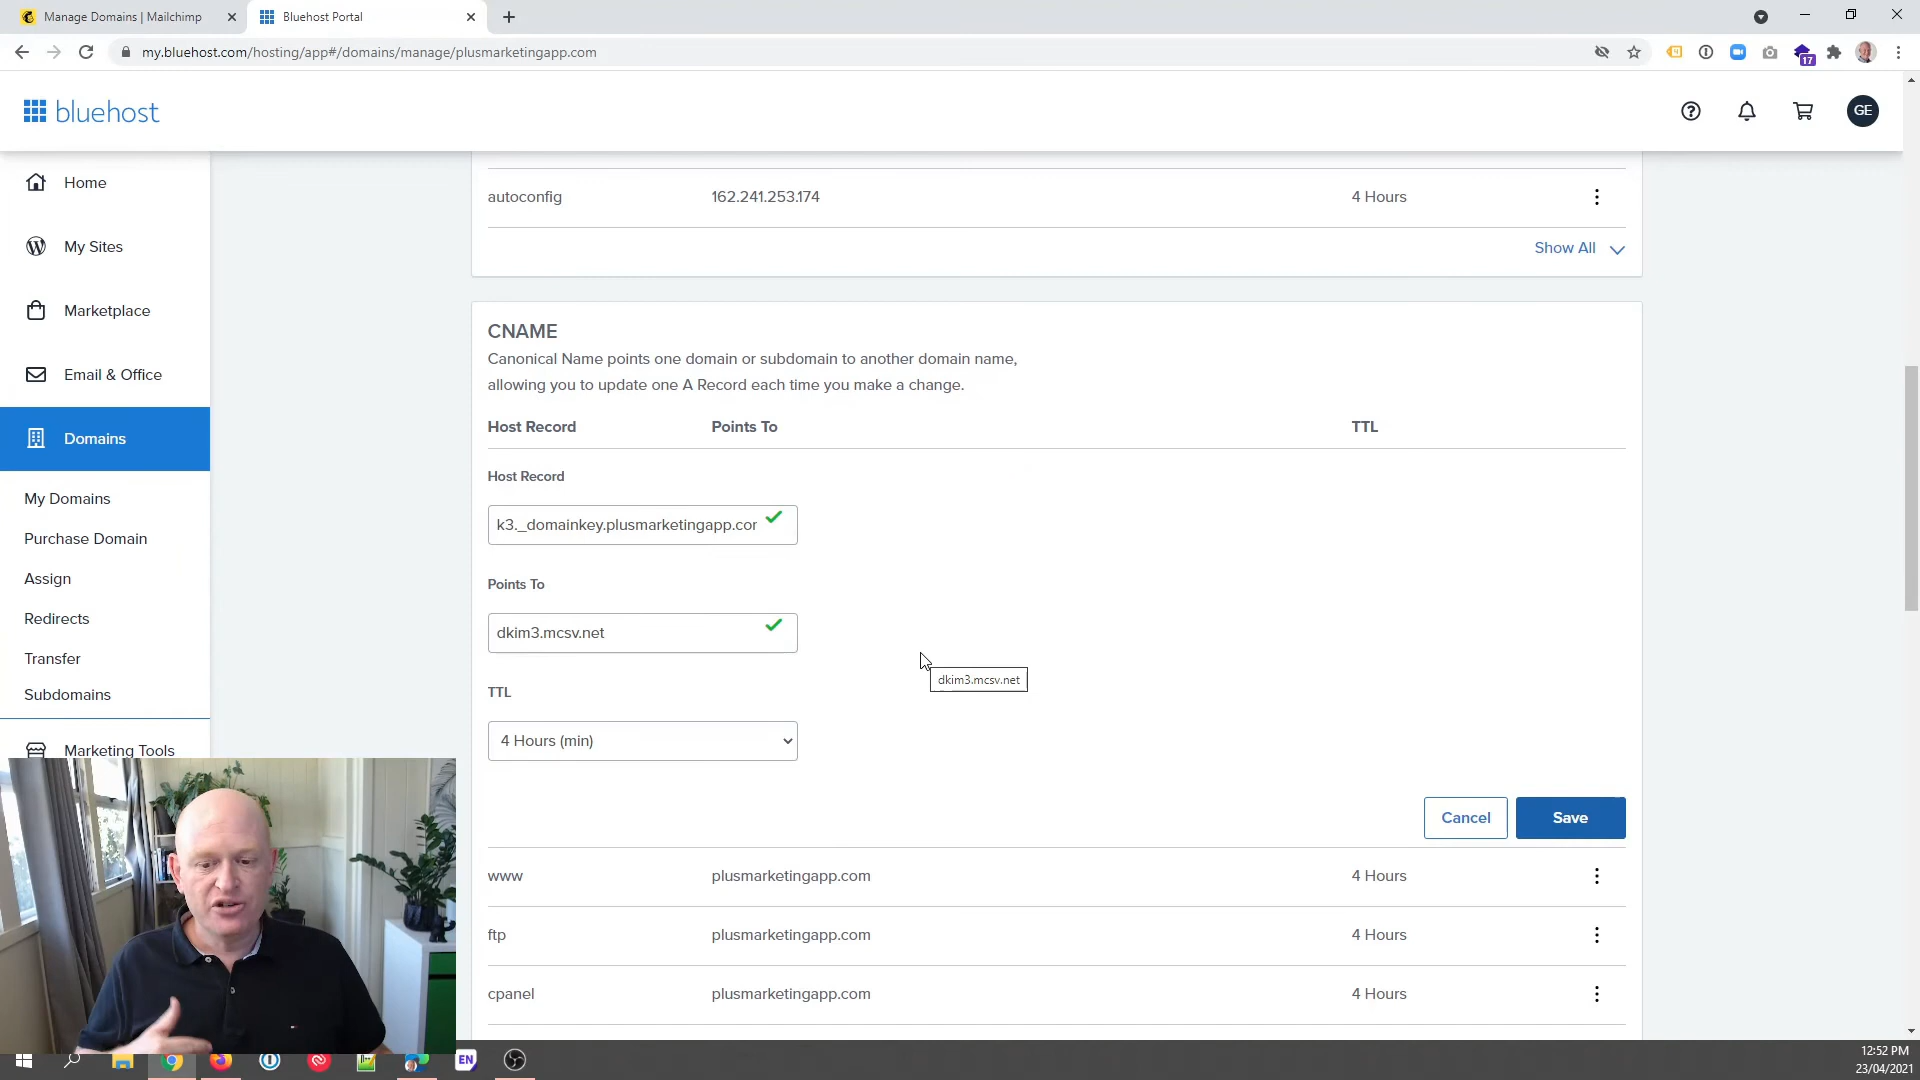 Manage Domains | Mailchimp
Bluehost Portal
my.bluehost.com/hosting/app#/domains/manage/plusmarketingapp.com
17
bluehost
GE
Home
My Sites
Marketplace
Email & Office
Domains
My Domains
Purchase Domain
Assign
Redirects
Transfer
Subdomains
Marketing Tools
autoconfig 162.241.253.174 4 Hours
Show All
CNAME
Canonical Name points one domain or subdomain to another domain name,
allowing you to update one A Record each time you make a change.
Host Record Points To TTL
Host Record
k3._domainkey.plusmarketingapp.cor
Points To
dkim3.mcsv.net
dkim3.mcsv.net
TTL
4 Hours (min)
Cancel Save
www plusmarketingapp.com 4 Hours
ftp plusmarketingapp.com 4 Hours
cpanel plusmarketingapp.com 4 Hours
EN
12:52 PM
23/04/2021